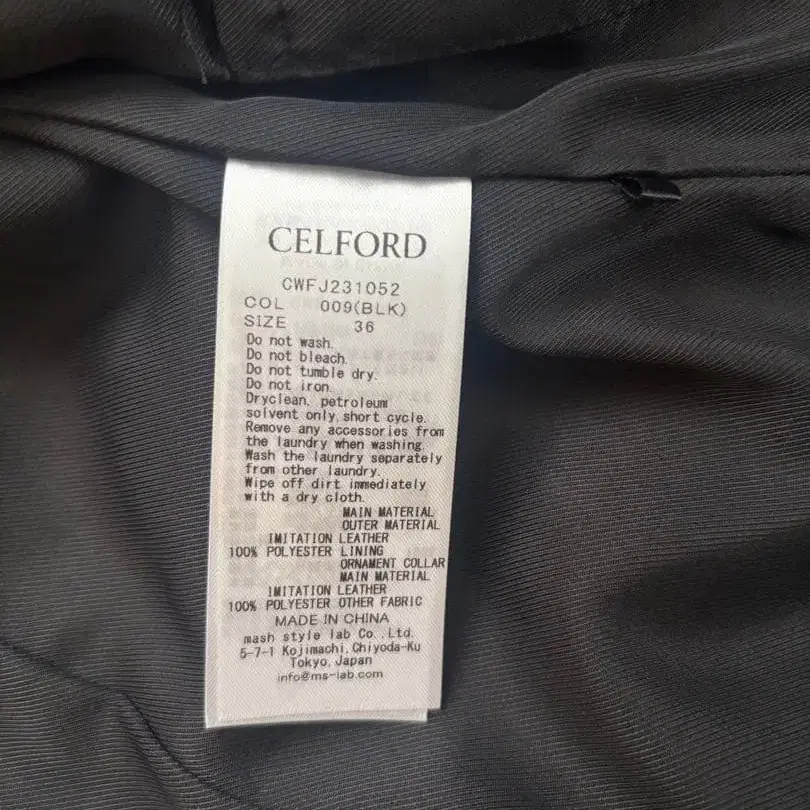 CELFORD
CWFJ231052
COL 009(BLK)
SIZE 36
Do not wash.
Do not bleach.
Do not tumble dry.
Do not iron.
Dryclean, petroleum
solvent only,short cycle.
Remove any accessories from
the laundry when washing.
Wash the laundry separately
from other laundry.
Wipe off dirt immediately
with a dry cloth.
MAIN MATERIAL
OUTER MATERIAL
IMITATION LEATHER
100% POLYESTER LINING
ORNAMENT COLLAR
MAIN MATERIAL
IMITATION LEATHER
100% POLYESTER OTHER FABRIC
MADE IN CHINA
mash style lab Co.,Ltd.
5-7-1 Kojimachi,Chiyoda-Ku
Tokyo,Japan
info@ms-lab.com